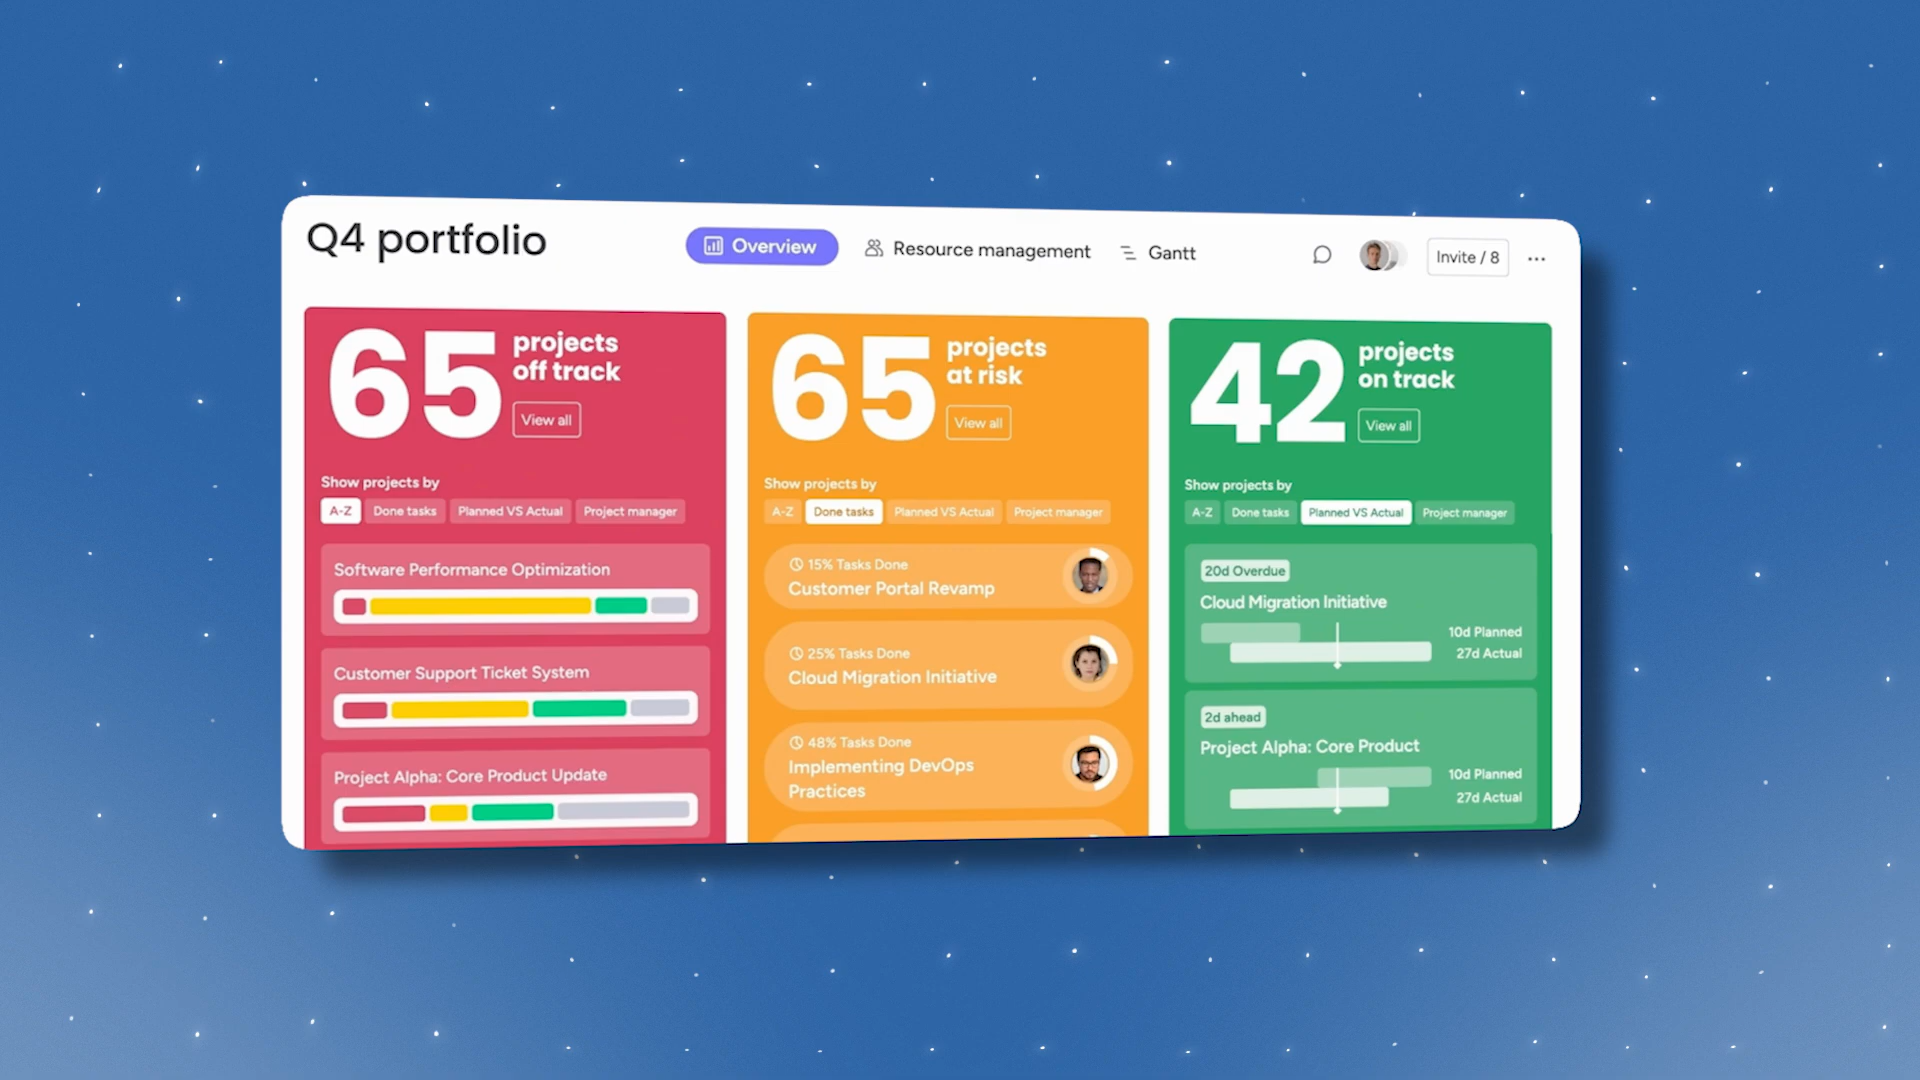 Q4 portfolio
Overview
Resource management
Gantt
Invite / 8
65
projects
off track
View all
Show projects by
A-Z
Done tasks
Planned VS Actual
Project manager
Software Performance Optimization
Customer Support Ticket System
Project Alpha: Core Product Update
65
projects
at risk
View all
Show projects by
A-Z
Done tasks
Planned VS Actual
Project manager
15% Tasks Done
Customer Portal Revamp
25% Tasks Done
Cloud Migration Initiative
48% Tasks Done
Implementing DevOps
Practices
42
projects
on track
View all
Show projects by
A-Z
Done tasks
Planned VS Actual
Project manager
20d Overdue
Cloud Migration Initiative
10d Planned
27d Actual
2d ahead
Project Alpha: Core Product
10d Planned
27d Actual